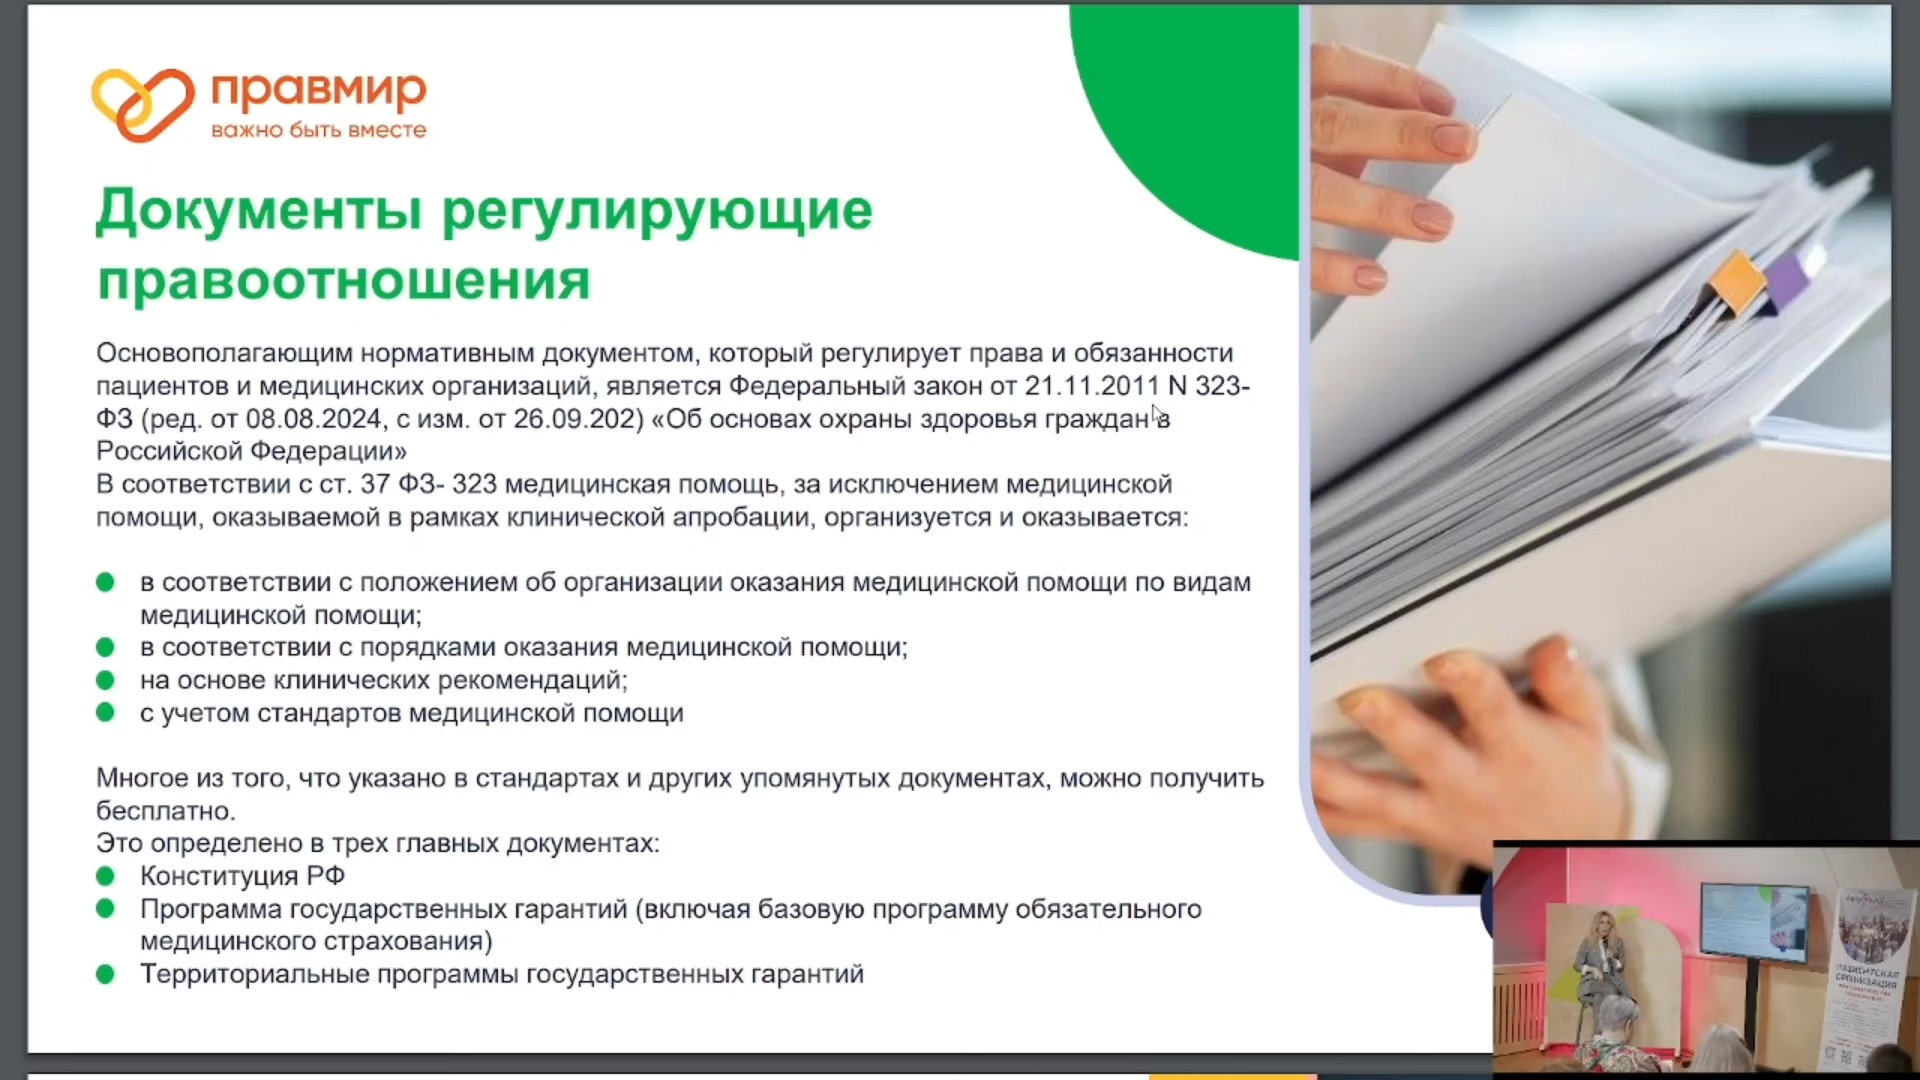 правмир
важно быть вместе
Документы регулирующие
правоотношения
Основополагающим нормативным документом, который регулирует права и обязанности
пациентов и медицинских организаций, является Федеральный закон от 21.11.2011 N 323-
ФЗ (ред. от 08.08.2024, с изм. от 26.09.202) «Об основах охраны здоровья граждан в
Российской Федерации»
В соответствии с ст. 37 ФЗ- 323 медицинская помощь, за исключением медицинской
помощи, оказываемой в рамках клинической апробации, организуется и оказывается:
в соответствии с положением об организации оказания медицинской помощи по видам
медицинской помощи;
в соответствии с порядками оказания медицинской помощи;
на основе клинических рекомендаций;
с учетом стандартов медицинской помощи
Многое из того, что указано в стандартах и других упомянутых документах, можно получить
бесплатно.
Это определено в трех главных документах:
Конституция РФ
Программа государственных гарантий (включая базовую программу обязательного
медицинского страхования)
Территориальные программы государственных гарантий
ПАЦИЕНТСКАЯ
ОРГАНИЗАЦИЯ